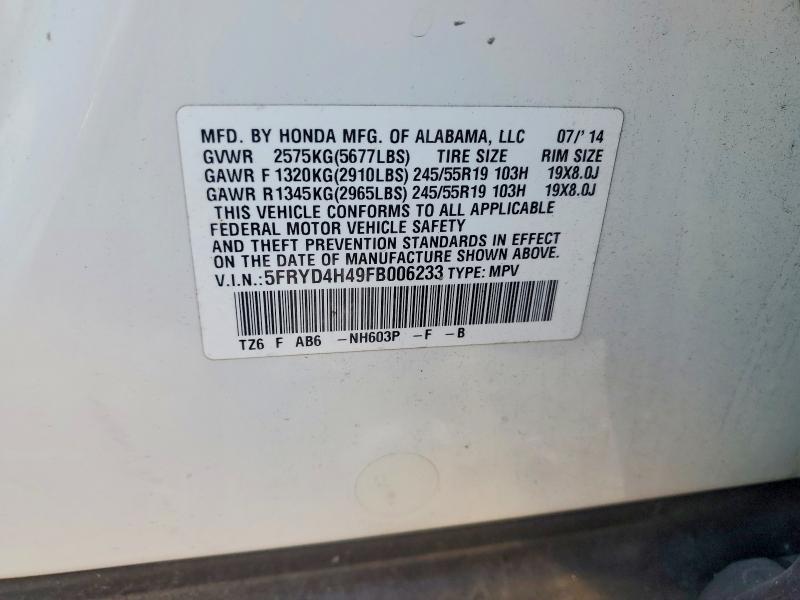 MFD. BY HONDA MFG. OF ALABAMA, LLC 07/'14
GVWR 2575KG(5677LBS) TIRE SIZE RIM SIZE
GAWR F 1320KG(2910LBS) 245/55R19 103H 19X8.0J
GAWR R1345KG(2965LBS) 245/55R19 103H 19X8.0J
THIS VEHICLE CONFORMS TO ALL APPLICABLE
FEDERAL MOTOR VEHICLE SAFETY
AND THEFT PREVENTION STANDARDS IN EFFECT
ON THE DATE OF MANUFACTURE SHOWN ABOVE.
V.I.N.:5FRYD4H49FB006233 TYPE: MPV
TZ6 F AB6 -NH603P -F -B